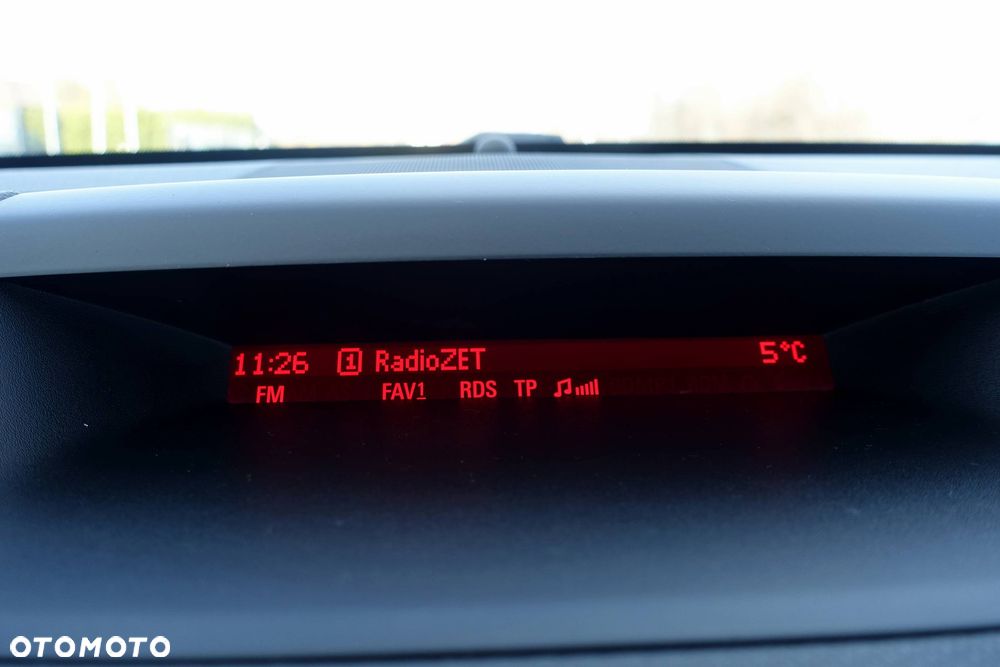 11:26 1 RadioZET 5°C
FM FAV1 RDS TP
OTOMOTO